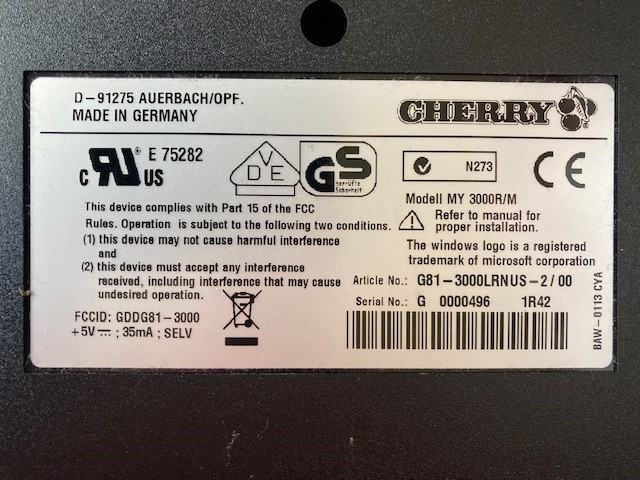 D-91275 AUERBACH/OPF.
MADE IN GERMANY
CHERRY
c RU US E 75282
VDE
GS
geprüfte
Sicherheit
N273
CE
Modell MY 3000R/M
Refer to manual for
proper installation.
The windows logo is a registered
trademark of microsoft corporation
This device complies with Part 15 of the FCC
Rules. Operation is subject to the following two conditions.
(1) this device may not cause harmful interference
and
(2) this device must accept any interference
received, including interference that may cause
undesired operation.
FCCID: GDDG81-3000
+5V ⎓ ; 35mA ; SELV
Article No.: G81-3000LRNUS-2/00
Serial No.: G 0000496 1R42
BAW-0113 CYA